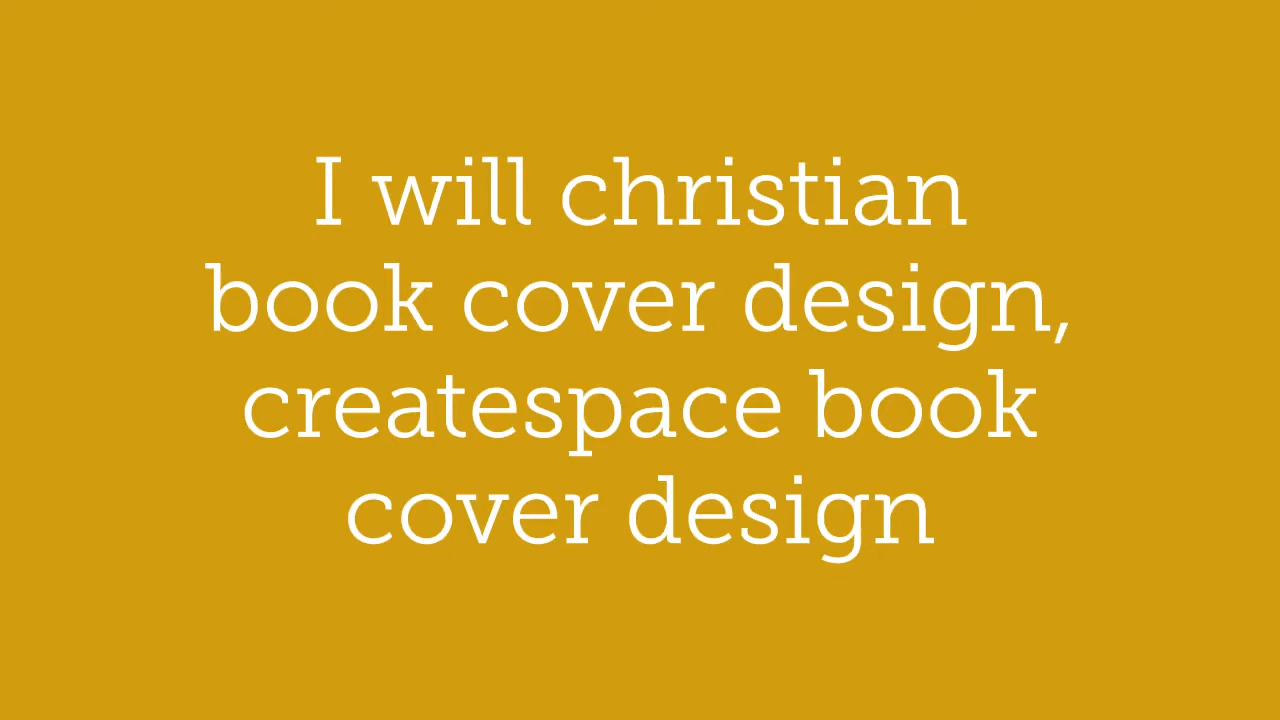 I will christian
book cover design,
createspace book
cover design